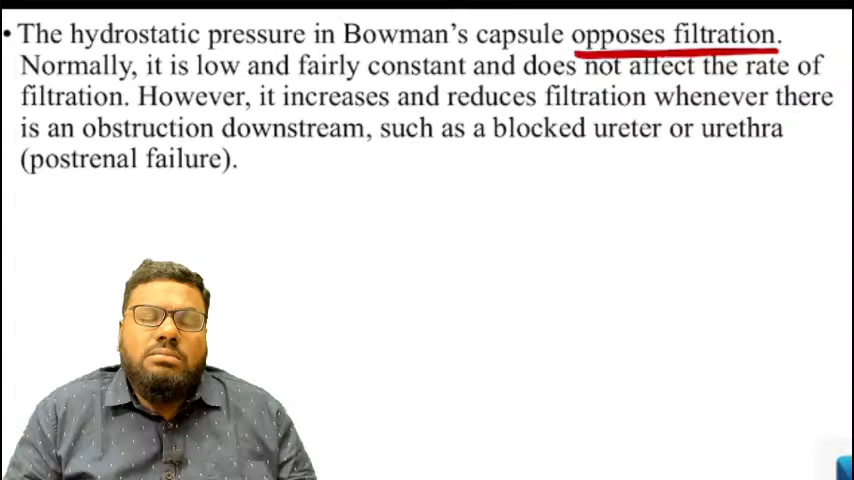 • The hydrostatic pressure in Bowman's capsule opposes filtration.
Normally, it is low and fairly constant and does not affect the rate of
filtration. However, it increases and reduces filtration whenever there
is an obstruction downstream, such as a blocked ureter or urethra
(postrenal failure).